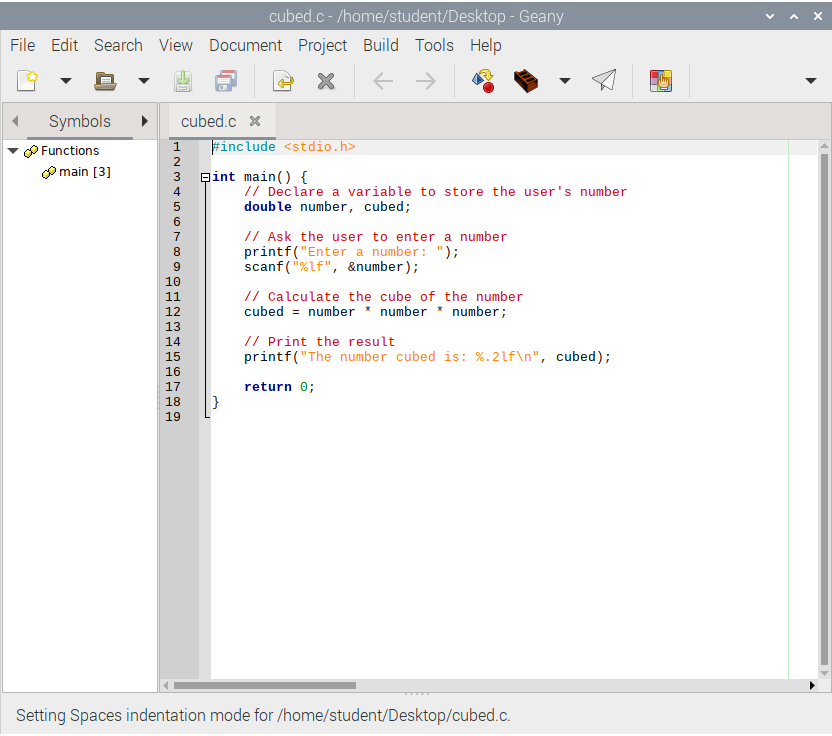 cubed.c - /home/student/Desktop - Geany
File Edit Search View Document Project Build Tools Help
Symbols
cubed.c
Functions
main [3]
1 #include <stdio.h>
2
3 int main() {
4     // Declare a variable to store the user's number
5     double number, cubed;
6
7     // Ask the user to enter a number
8     printf("Enter a number: ");
9     scanf("%lf", &number);
10
11     // Calculate the cube of the number
12     cubed = number * number * number;
13
14     // Print the result
15     printf("The number cubed is: %.2lf\n", cubed);
16
17     return 0;
18 }
19
Setting Spaces indentation mode for /home/student/Desktop/cubed.c.